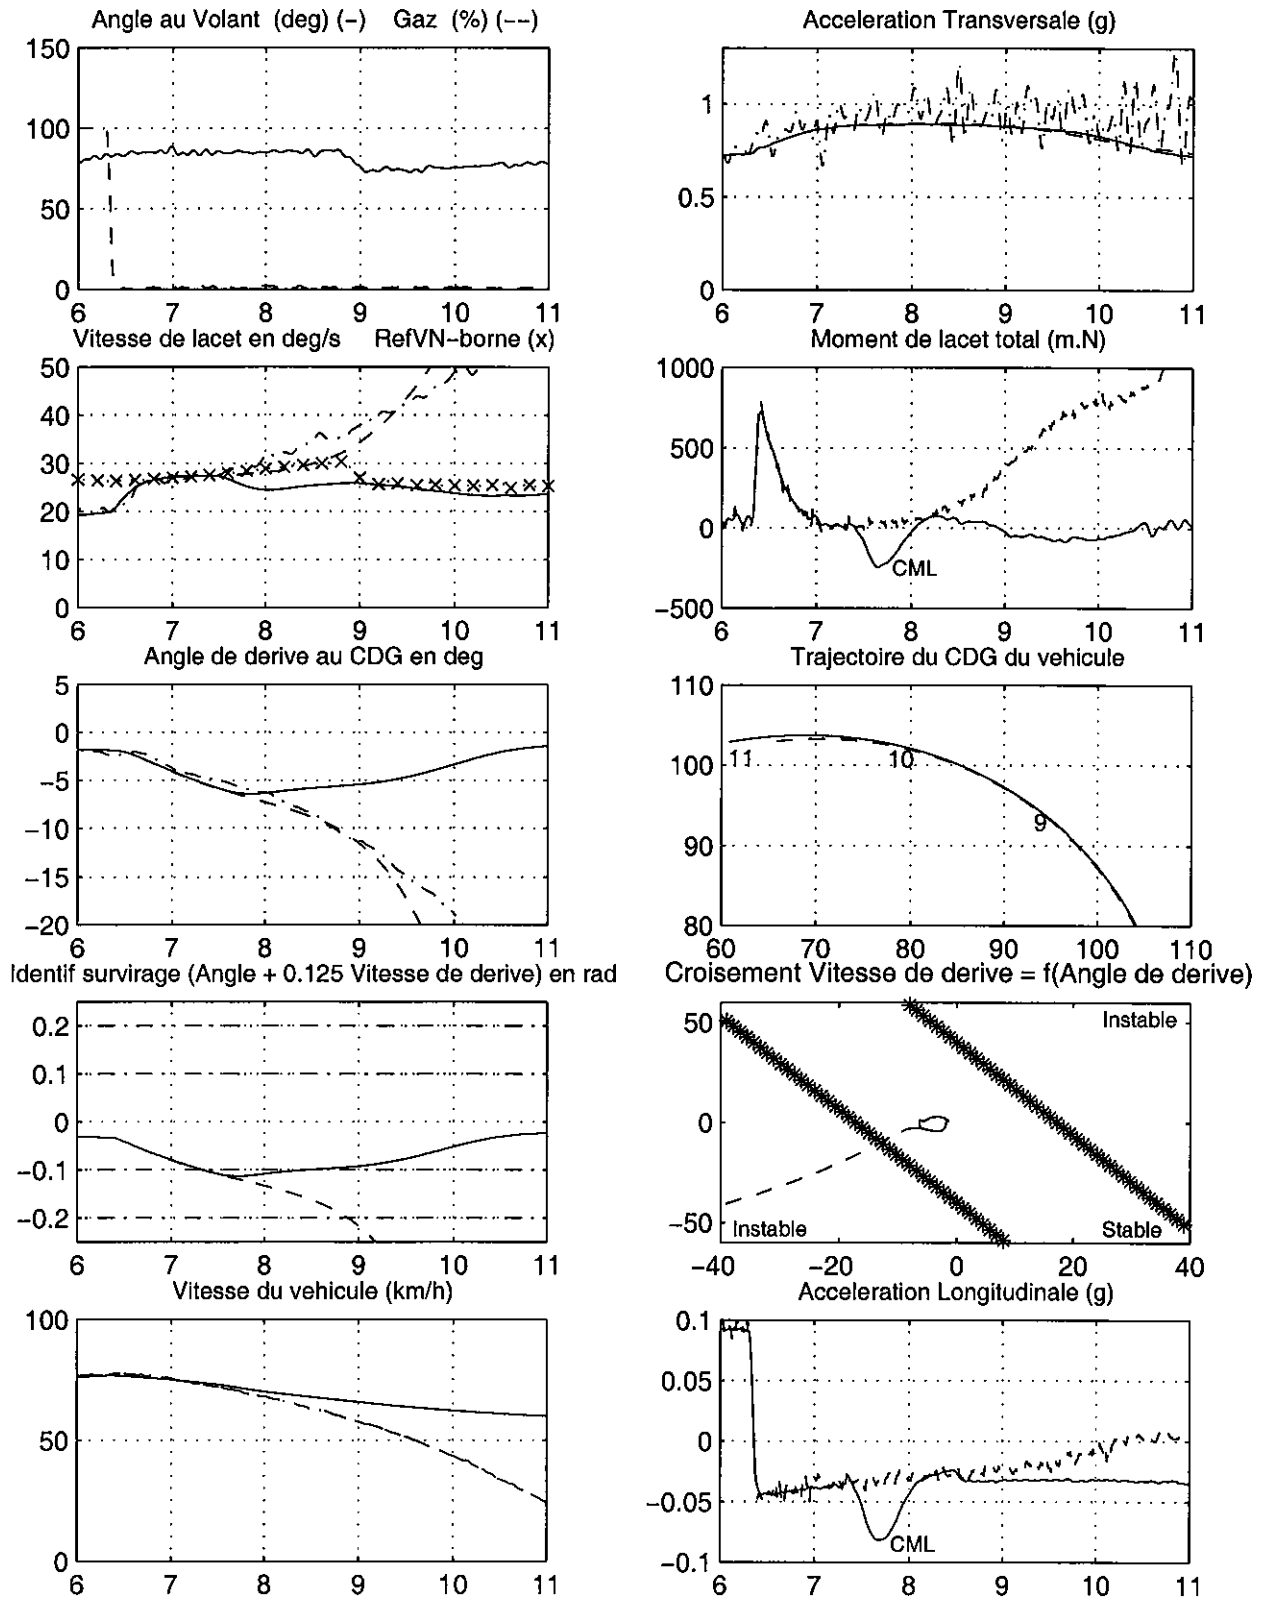 Angle au Volant (deg) (-) Gaz (%) (--)
150
100
50
0
6 7 8 9 10 11
Acceleration Transversale (g)
1
0.5
0
6 7 8 9 10 11
Vitesse de lacet en deg/s RefVN-borne (x)
50
40
30
20
10
0
6 7 8 9 10 11
Moment de lacet total (m.N)
1000
500
0
-500
CML
6 7 8 9 10 11
Angle de derive au CDG en deg
5
0
-5
-10
-15
-20
6 7 8 9 10 11
Trajectoire du CDG du vehicule
110
100
90
80
11
10
9
60 70 80 90 100 110
Identif survirage (Angle + 0.125 Vitesse de derive) en rad
0.2
0.1
0
-0.1
-0.2
6 7 8 9 10 11
Croisement Vitesse de derive = f(Angle de derive)
50
0
-50
Instable
Instable
Stable
-40 -20 0 20 40
Vitesse du vehicule (km/h)
100
50
0
6 7 8 9 10 11
Acceleration Longitudinale (g)
0.1
0.05
0
-0.05
-0.1
CML
6 7 8 9 10 11